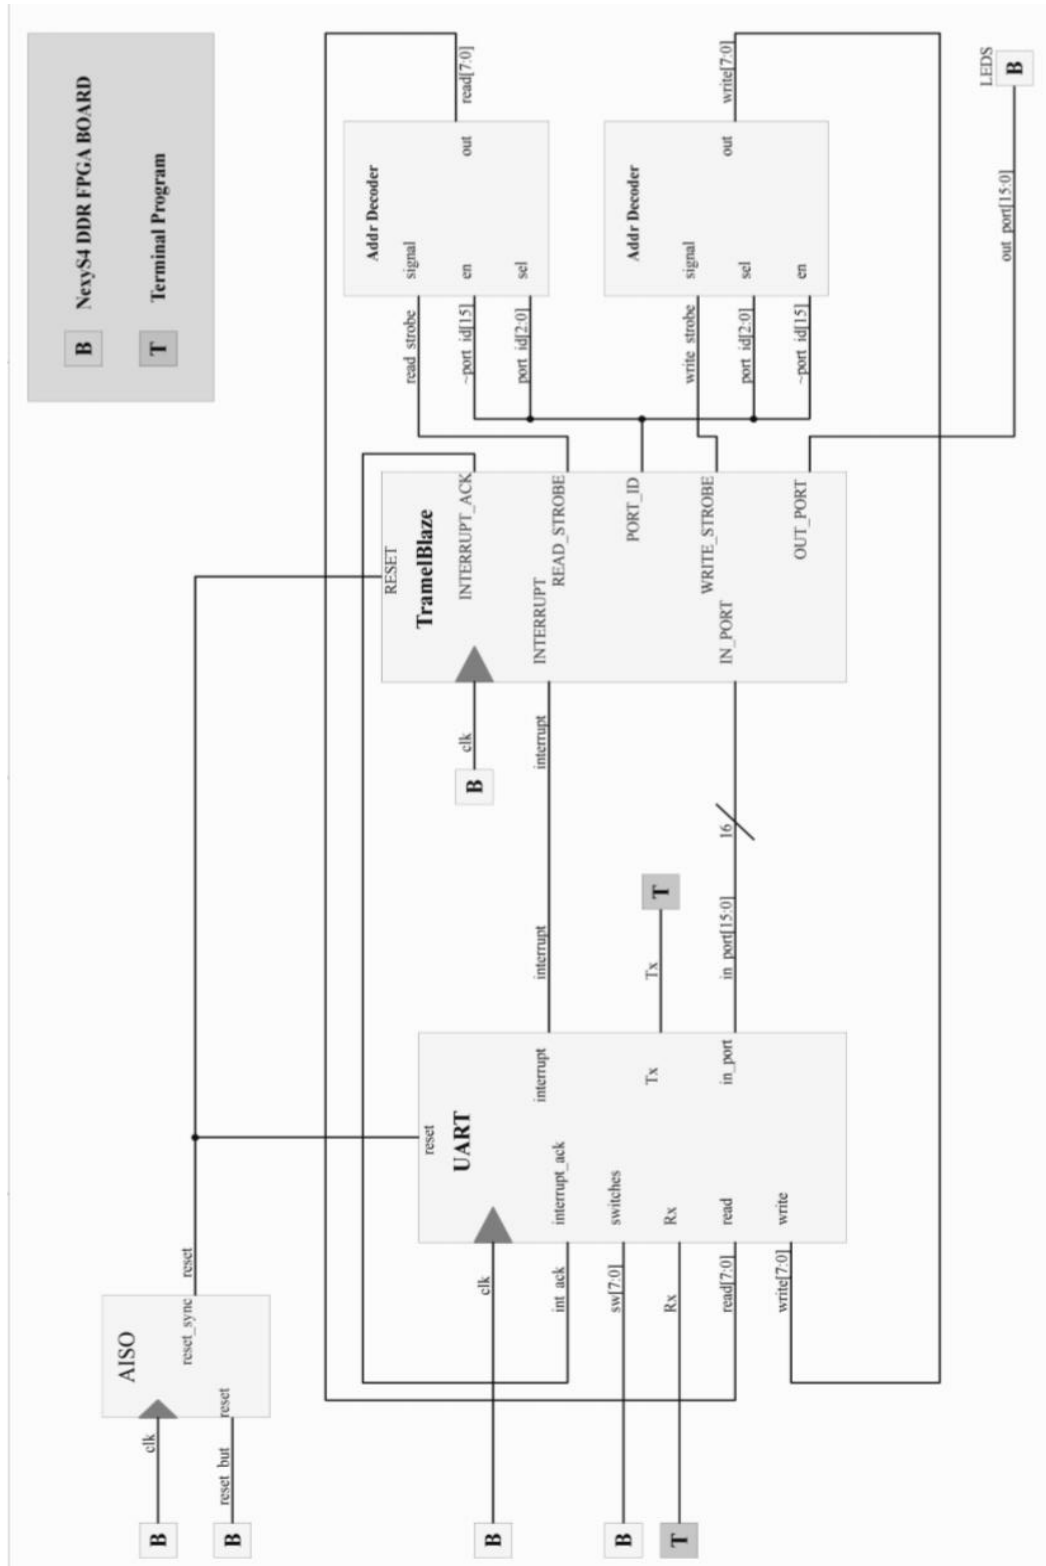 B NexyS4 DDR FPGA BOARD
T Terminal Program
AISO
clk
B
reset_but
B
reset
reset_sync
reset
RESET
TramelBlaze
clk
B
INTERRUPT_ACK
INTERRUPT
READ_STROBE
PORT_ID
WRITE_STROBE
IN_PORT
OUT_PORT
interrupt
interrupt
Tx
T
in_port[15:0]
16
reset
UART
clk
B
int_ack
interrupt_ack
interrupt
sw[7:0]
B
switches
Rx
T
Rx
Tx
read[7:0]
read
in_port
write[7:0]
write
Addr Decoder
read_strobe
signal
~port_id[15]
en
port_id[2:0]
sel
out
read[7:0]
Addr Decoder
write_strobe
signal
port_id[2:0]
sel
~port_id[15]
en
out
write[7:0]
out_port[15:0]
LEDS
B